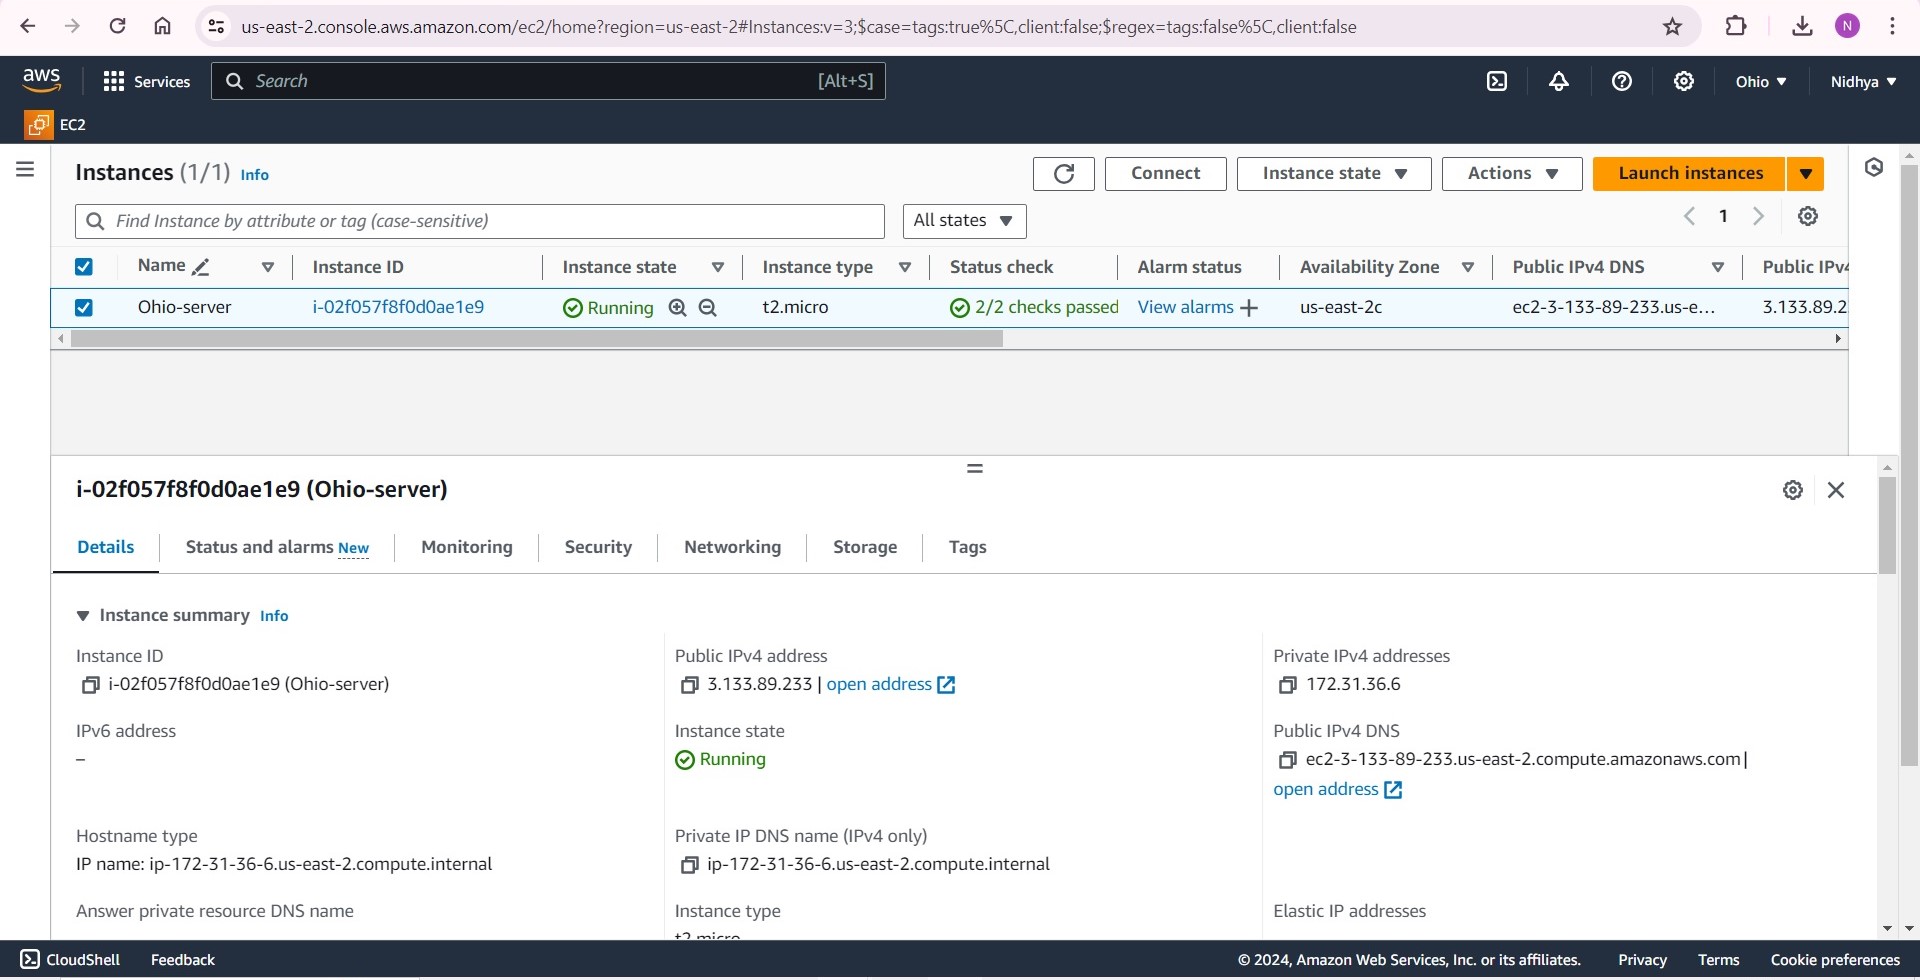 us-east-2.console.aws.amazon.com/ec2/home?region=us-east-2#Instances:v=3;$case=tags:true%5C,client:false;$regex=tags:false%5C,client:false
N
aws Services Search [Alt+S] Ohio ▼ Nidhya ▼
EC2
Instances (1/1) Info Connect Instance state ▼ Actions ▼ Launch instances ▼
Find Instance by attribute or tag (case-sensitive) All states ▼ 1
Name Instance ID Instance state Instance type Status check Alarm status Availability Zone Public IPv4 DNS Public IPv4
Ohio-server i-02f057f8f0d0ae1e9 Running t2.micro 2/2 checks passed View alarms + us-east-2c ec2-3-133-89-233.us-e… 3.133.89.2
i-02f057f8f0d0ae1e9 (Ohio-server)
Details Status and alarms New Monitoring Security Networking Storage Tags
▼ Instance summary Info
Instance ID
i-02f057f8f0d0ae1e9 (Ohio-server)
Public IPv4 address
3.133.89.233 | open address
Private IPv4 addresses
172.31.36.6
IPv6 address
–
Instance state
Running
Public IPv4 DNS
ec2-3-133-89-233.us-east-2.compute.amazonaws.com |
open address
Hostname type
IP name: ip-172-31-36-6.us-east-2.compute.internal
Private IP DNS name (IPv4 only)
ip-172-31-36-6.us-east-2.compute.internal
Answer private resource DNS name
Instance type
t2.micro
Elastic IP addresses
CloudShell Feedback © 2024, Amazon Web Services, Inc. or its affiliates. Privacy Terms Cookie preferences